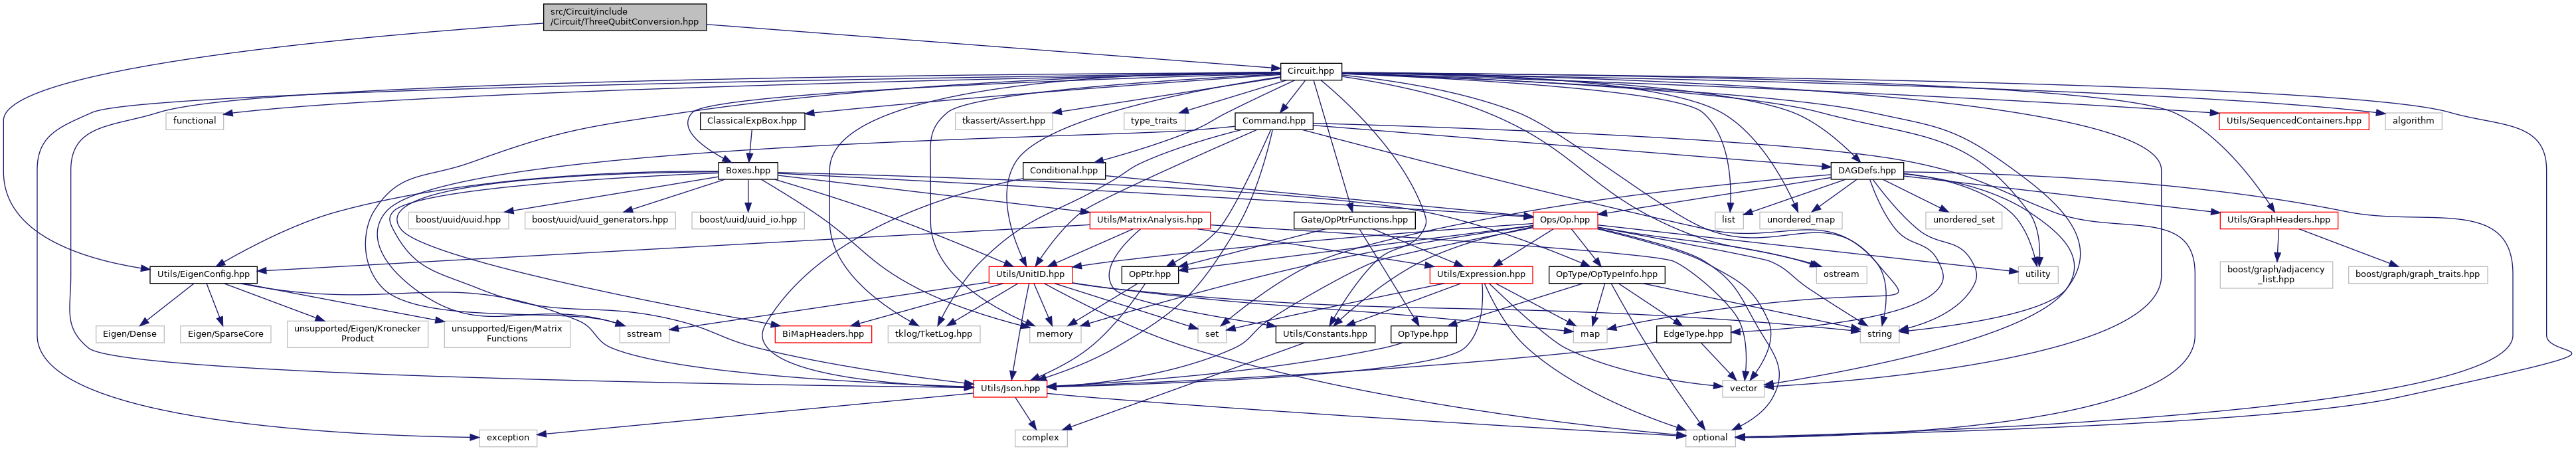 src/Circuit/include
/Circuit/ThreeQubitConversion.hpp
Circuit.hpp
functional
ClassicalExpBox.hpp
tkassert/Assert.hpp
type_traits
Command.hpp
Utils/SequencedContainers.hpp
algorithm
Boxes.hpp
Conditional.hpp
DAGDefs.hpp
boost/uuid/uuid.hpp
boost/uuid/uuid_generators.hpp
boost/uuid/uuid_io.hpp
Utils/MatrixAnalysis.hpp
Gate/OpPtrFunctions.hpp
Ops/Op.hpp
list
unordered_map
unordered_set
Utils/GraphHeaders.hpp
Utils/EigenConfig.hpp
Utils/UnitID.hpp
OpPtr.hpp
Utils/Expression.hpp
OpType/OpTypeInfo.hpp
ostream
utility
boost/graph/adjacency
_list.hpp
boost/graph/graph_traits.hpp
Eigen/Dense
Eigen/SparseCore
unsupported/Eigen/Kronecker
Product
unsupported/Eigen/Matrix
Functions
sstream
BiMapHeaders.hpp
tklog/TketLog.hpp
memory
set
Utils/Constants.hpp
OpType.hpp
map
EdgeType.hpp
string
Utils/Json.hpp
vector
exception
complex
optional